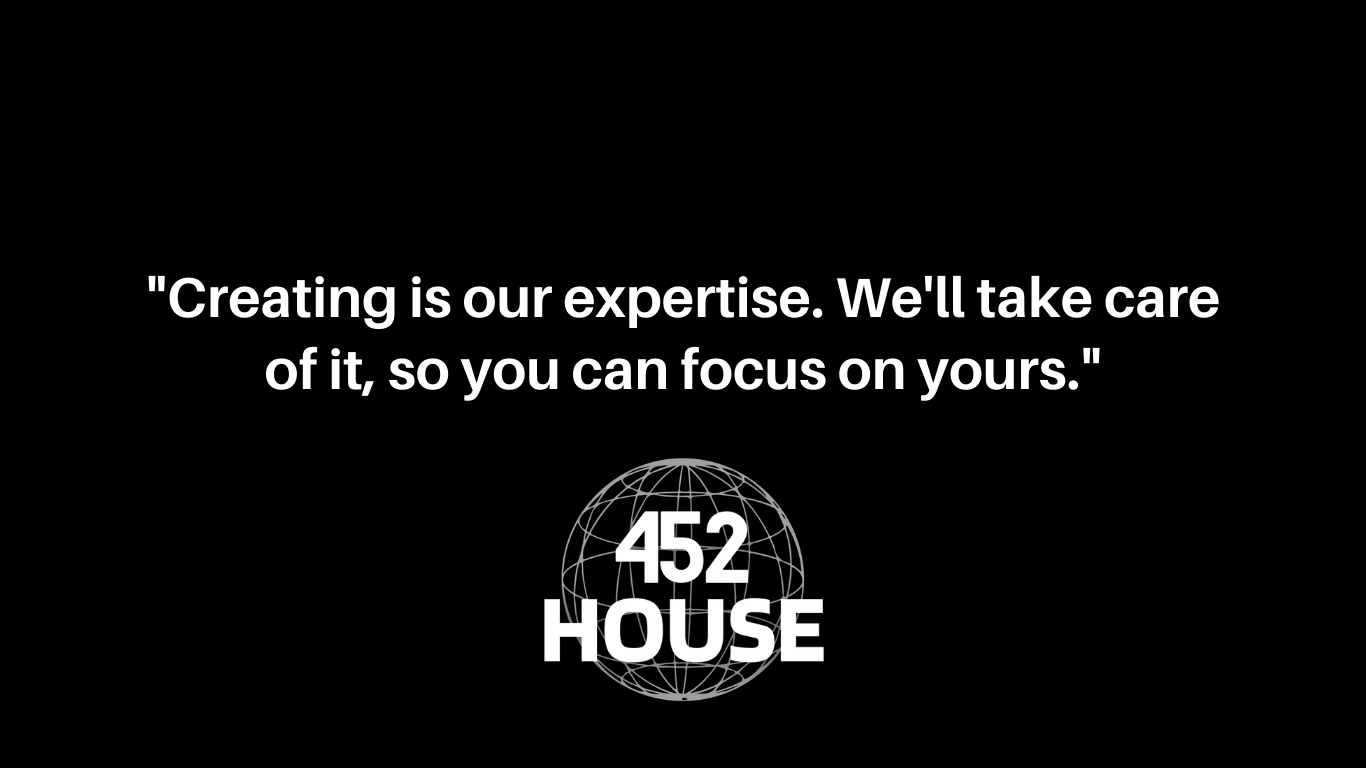 "Creating is our expertise. We'll take care
of it, so you can focus on yours."
452
HOUSE